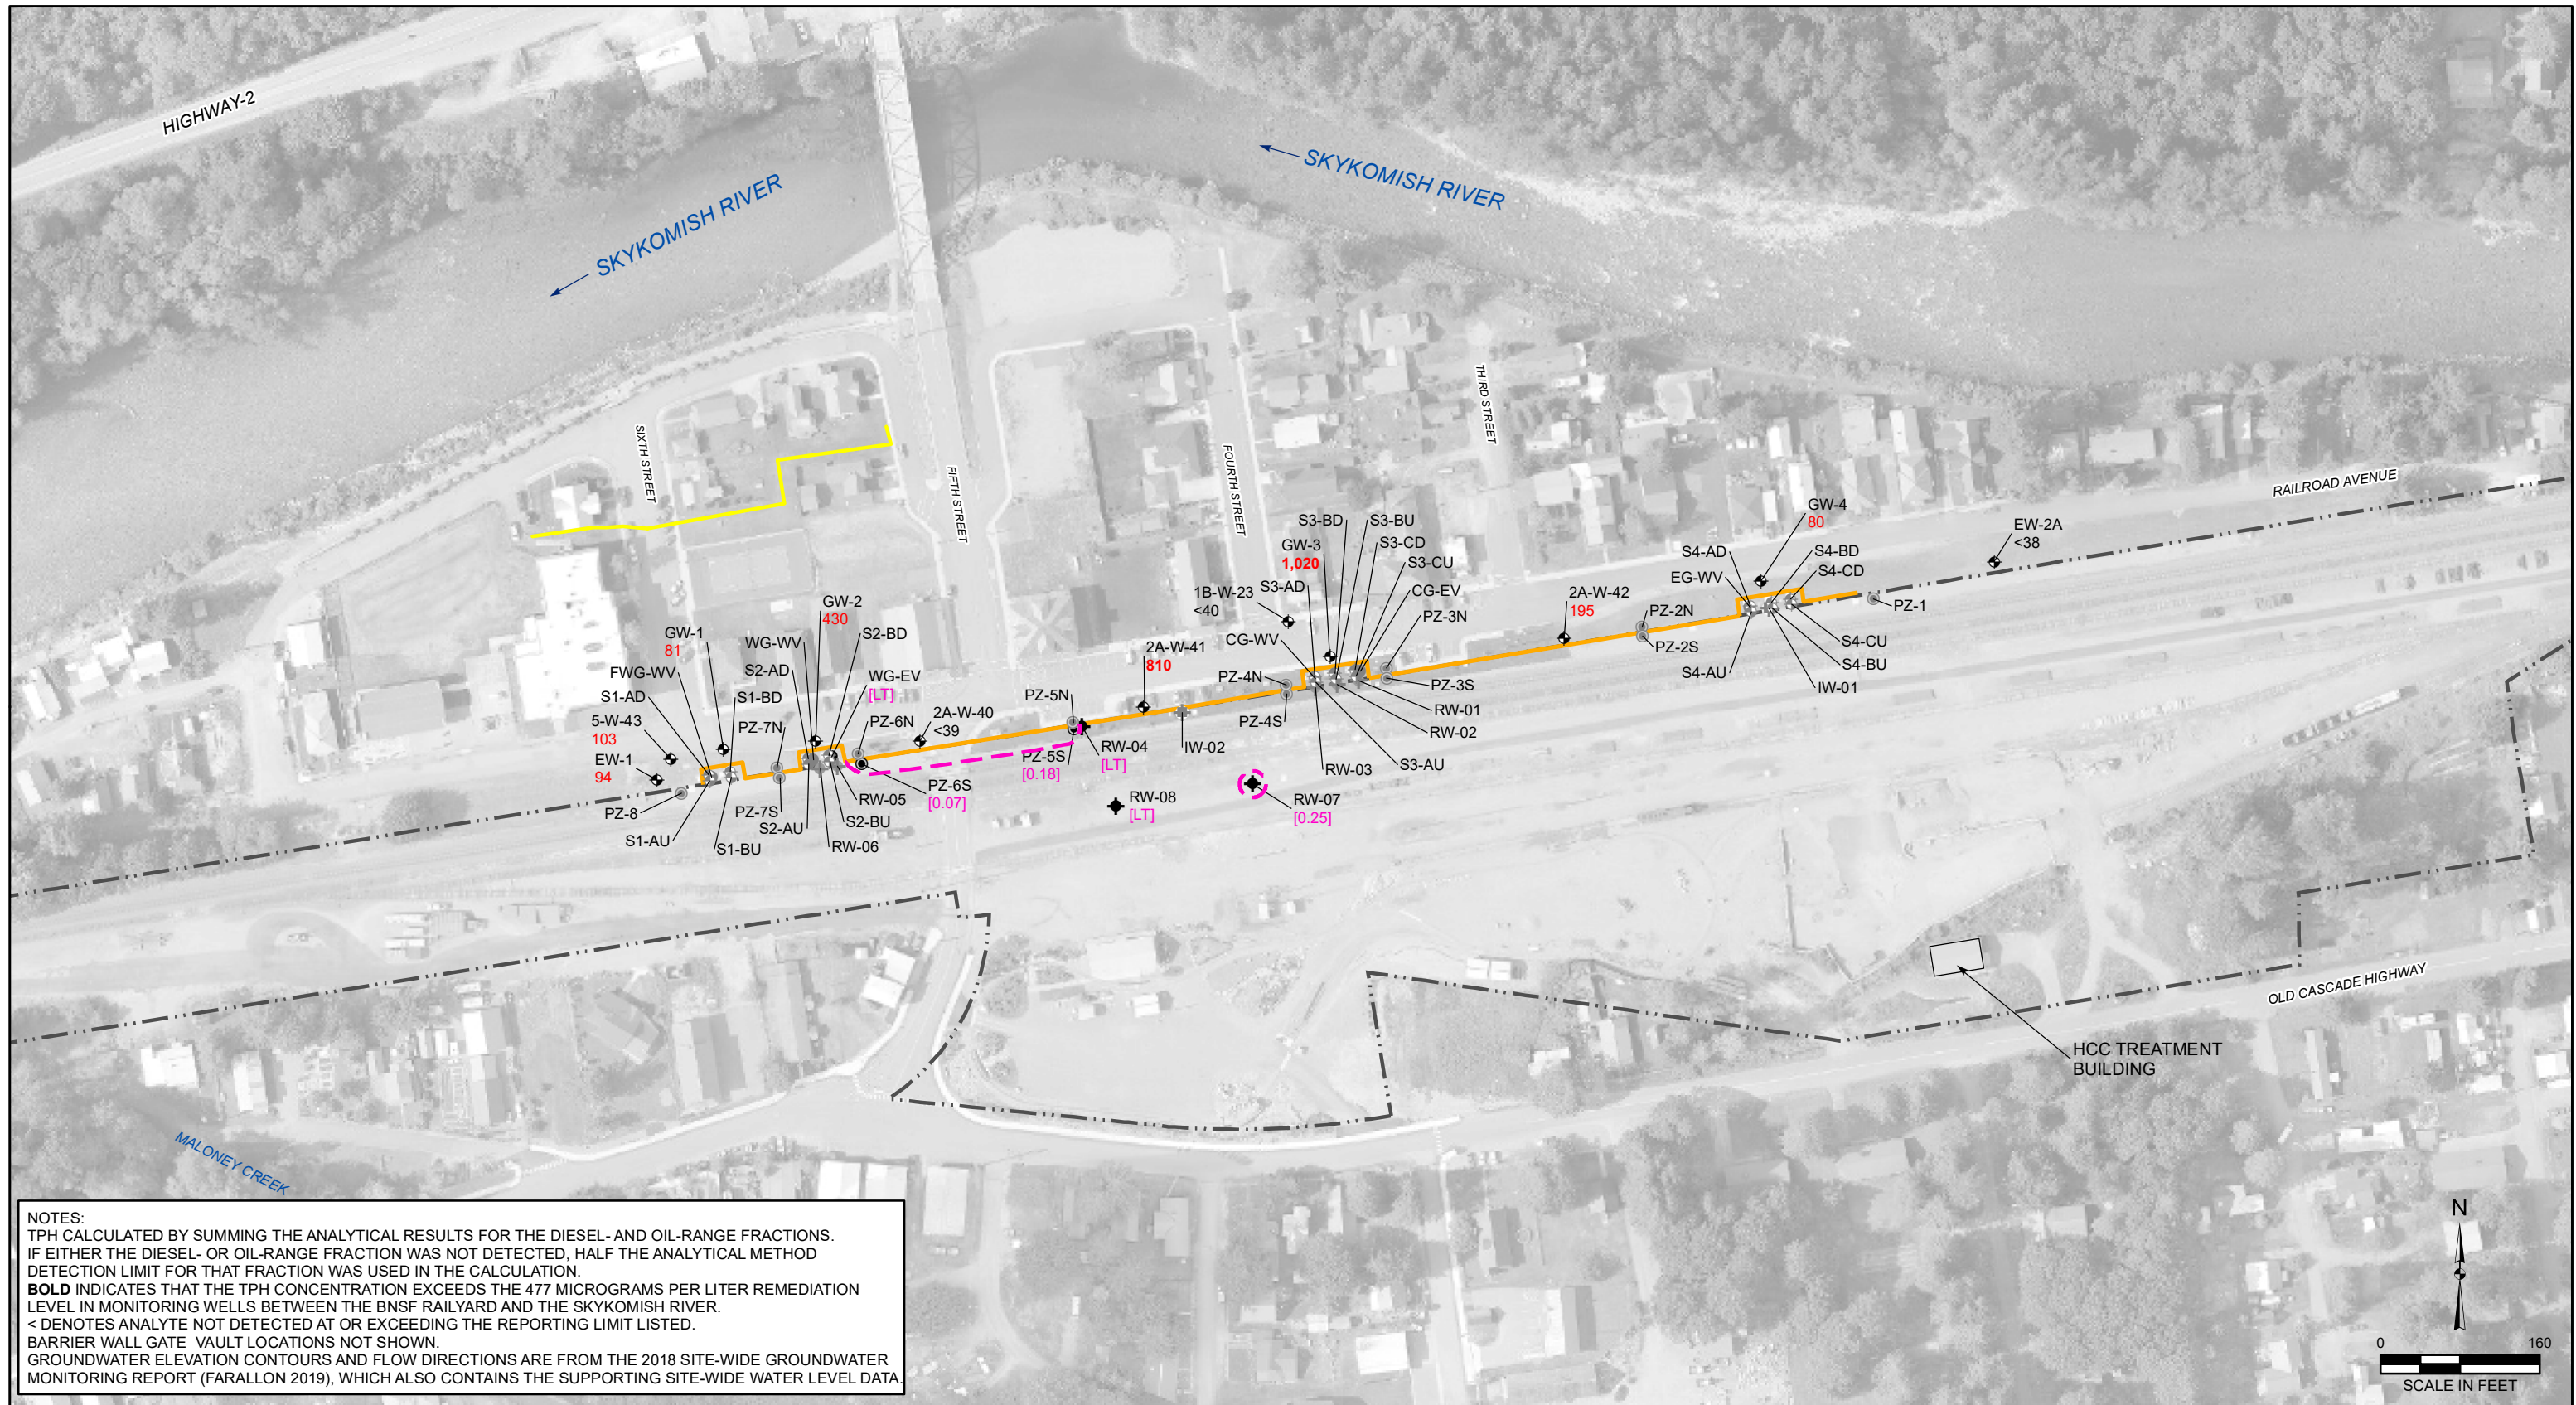 HIGHWAY-2
SKYKOMISH RIVER
SKYKOMISH RIVER
SIXTH STREET
FIFTH STREET
FOURTH STREET
THIRD STREET
RAILROAD AVENUE
GW-4
80
EW-2A
<38
S4-AD
S4-BD
EG-WV
S4-CD
PZ-1
S4-CU
S4-BU
S4-AU
IW-01
S3-BD
S3-BU
GW-3
1,020
S3-CD
S3-CU
S3-AD
CG-EV
1B-W-23
<40
PZ-3N
CG-WV
2A-W-42
195
PZ-2N
PZ-2S
PZ-4N
PZ-3S
PZ-4S
RW-01
RW-02
RW-03
S3-AU
2A-W-41
810
PZ-5N
RW-04
[LT]
IW-02
PZ-5S
[0.18]
RW-08
[LT]
RW-07
[0.25]
GW-2
430
GW-1
81
WG-WV
S2-BD
S2-AD
WG-EV
[LT]
FWG-WV
S1-AD
S1-BD
5-W-43
103
PZ-7N
PZ-6N
2A-W-40
<39
EW-1
94
PZ-8
PZ-7S
PZ-6S
[0.07]
RW-05
S2-AU
S2-BU
S1-AU
S1-BU
RW-06
OLD CASCADE HIGHWAY
HCC TREATMENT
BUILDING
MALONEY CREEK
NOTES:
TPH CALCULATED BY SUMMING THE ANALYTICAL RESULTS FOR THE DIESEL- AND OIL-RANGE FRACTIONS.
IF EITHER THE DIESEL- OR OIL-RANGE FRACTION WAS NOT DETECTED, HALF THE ANALYTICAL METHOD
DETECTION LIMIT FOR THAT FRACTION WAS USED IN THE CALCULATION.
BOLD INDICATES THAT THE TPH CONCENTRATION EXCEEDS THE 477 MICROGRAMS PER LITER REMEDIATION
LEVEL IN MONITORING WELLS BETWEEN THE BNSF RAILYARD AND THE SKYKOMISH RIVER.
< DENOTES ANALYTE NOT DETECTED AT OR EXCEEDING THE REPORTING LIMIT LISTED.
BARRIER WALL GATE VAULT LOCATIONS NOT SHOWN.
GROUNDWATER ELEVATION CONTOURS AND FLOW DIRECTIONS ARE FROM THE 2018 SITE-WIDE GROUNDWATER
MONITORING REPORT (FARALLON 2019), WHICH ALSO CONTAINS THE SUPPORTING SITE-WIDE WATER LEVEL DATA.
N
0 160
SCALE IN FEET